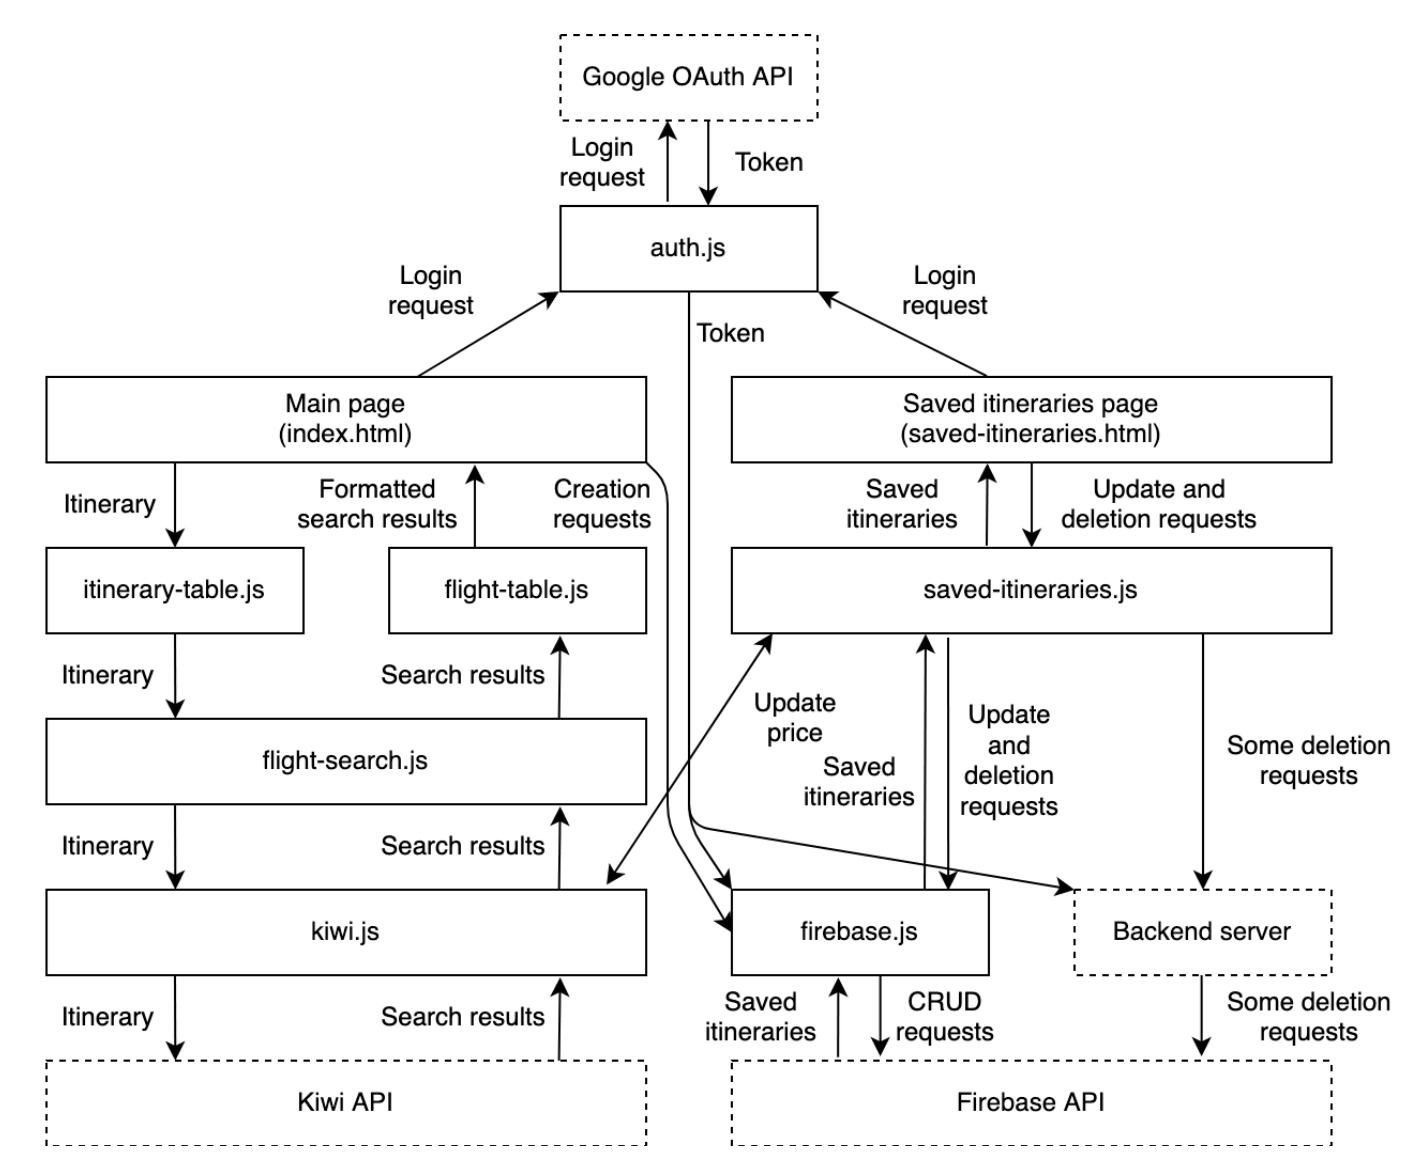 Google OAuth API
Login
request
Token
auth.js
Login
request
Login
request
Token
Main page
(index.html)
Saved itineraries page
(saved-itineraries.html)
Itinerary
Formatted
search results
Creation
requests
Saved
itineraries
Update and
deletion requests
itinerary-table.js
flight-table.js
saved-itineraries.js
Itinerary
Search results
Update
price
Saved
itineraries
Update
and
deletion
requests
Some deletion
requests
flight-search.js
Itinerary
Search results
kiwi.js
firebase.js
Backend server
Itinerary
Search results
Saved
itineraries
CRUD
requests
Some deletion
requests
Kiwi API
Firebase API